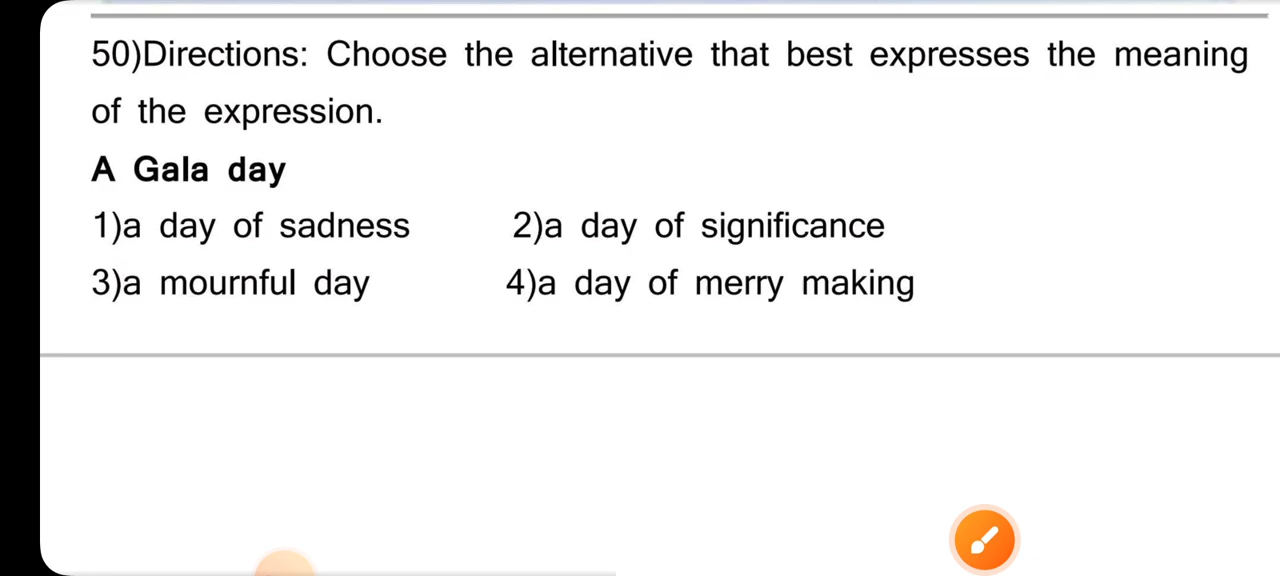 50)Directions: Choose the alternative that best expresses the meaning
of the expression.
A Gala day
1)a day of sadness 2)a day of significance
3)a mournful day 4)a day of merry making